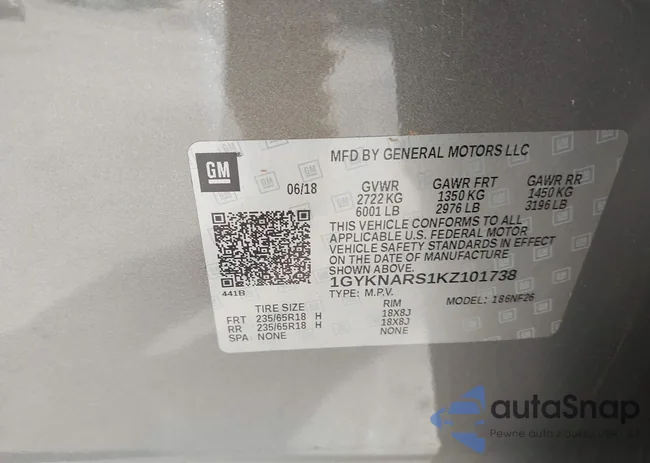 GM
MFD BY GENERAL MOTORS LLC
06/18
GVWR GAWR FRT GAWR RR
2722 KG 1350 KG 1450 KG
6001 LB 2976 LB 3196 LB
THIS VEHICLE CONFORMS TO ALL
APPLICABLE U.S. FEDERAL MOTOR
VEHICLE SAFETY STANDARDS IN EFFECT
ON THE DATE OF MANUFACTURE
SHOWN ABOVE.
1GYKNARS1KZ101738
TYPE: M.P.V. MODEL: 186NF26
441B
TIRE SIZE RIM
FRT 235/65R18 H 18X8J
RR 235/65R18 H 18X8J
SPA NONE NONE
autaSnap
Pewne auto z